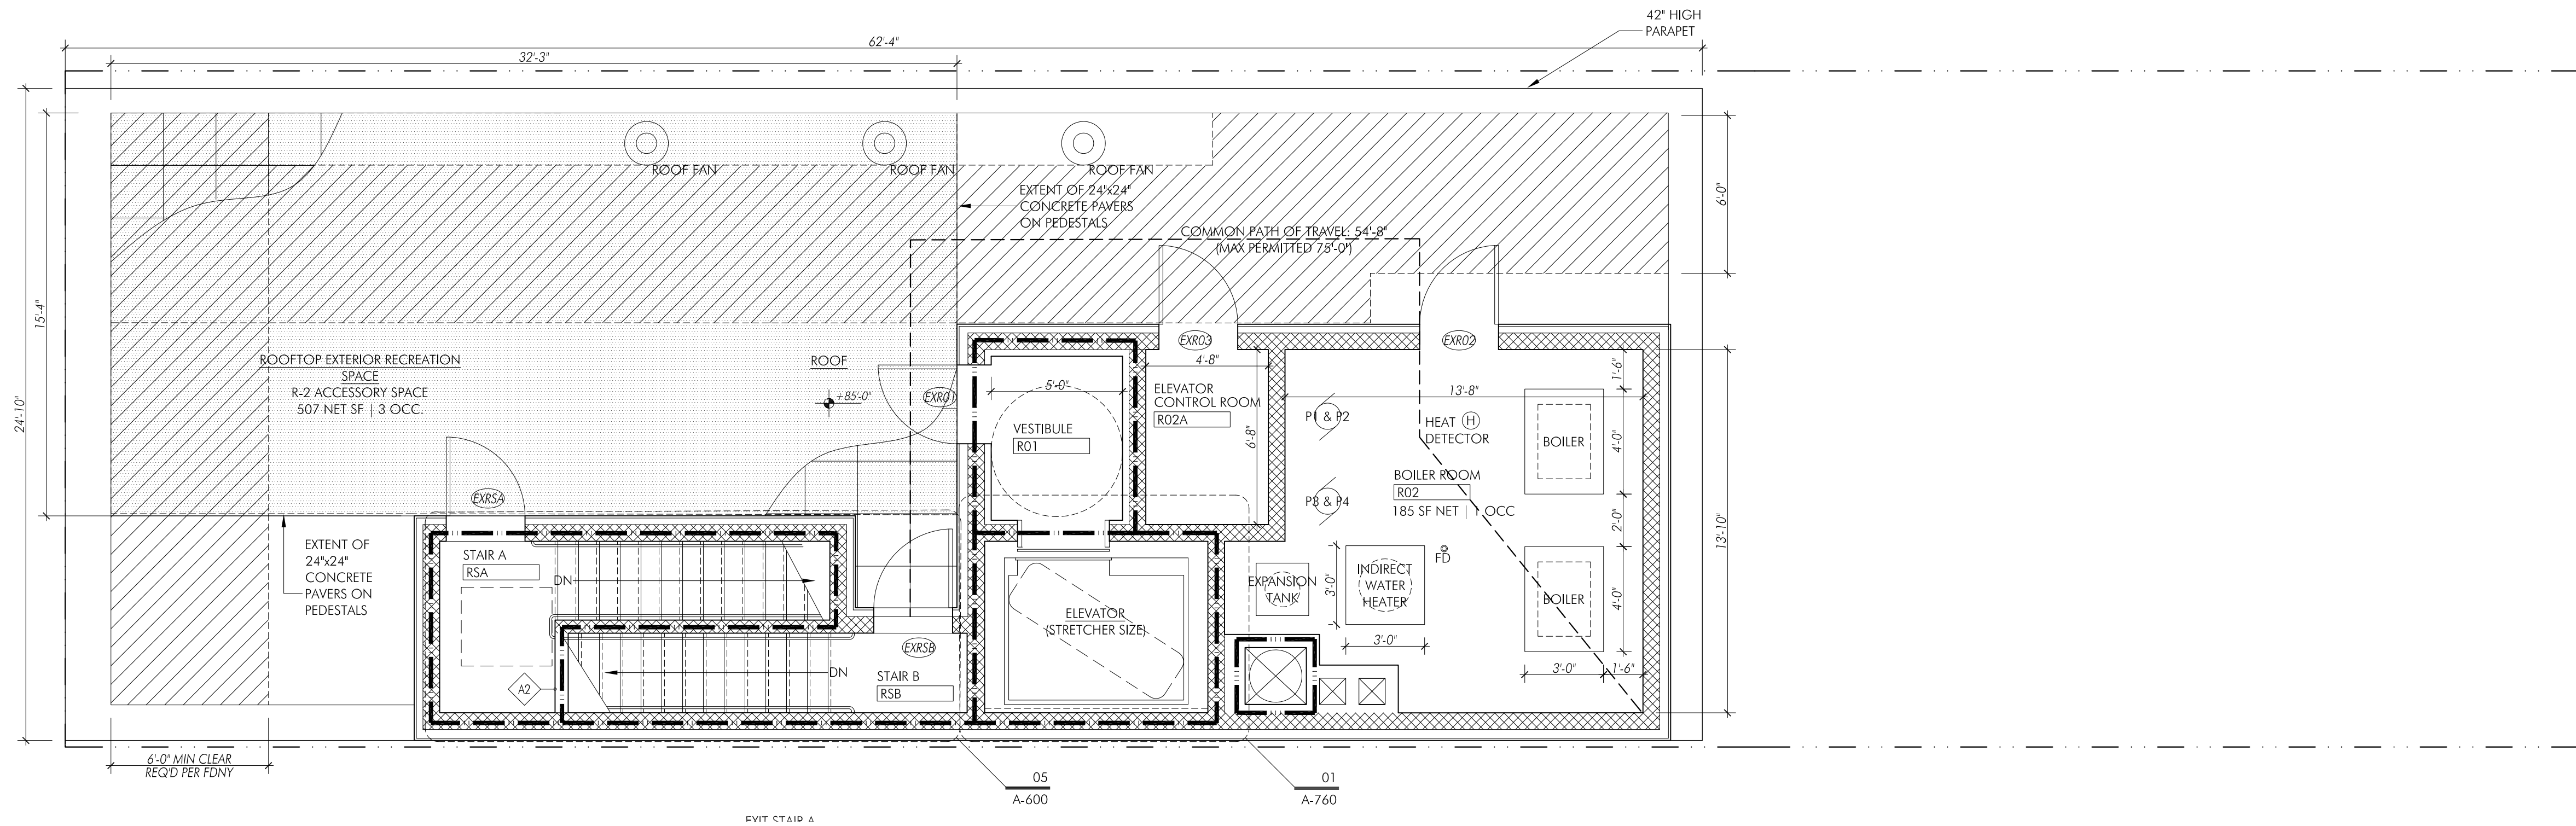 42" HIGH
PARAPET
62'-4"
32'-3"
ROOF FAN
ROOF FAN
ROOF FAN
EXTENT OF 24"x24"
CONCRETE PAVERS
ON PEDESTALS
6'-0"
COMMON PATH OF TRAVEL: 54'-8"
(MAX PERMITTED 75'-0")
15'-4"
24'-10"
ROOFTOP EXTERIOR RECREATION
SPACE
R-2 ACCESSORY SPACE
507 NET SF | 3 OCC.
ROOF
+85'-0"
EXR01
EXR03
EXR02
4'-8"
5'-0"
ELEVATOR
CONTROL ROOM
R02A
6'-8"
VESTIBULE
R01
13'-8"
1'-6"
P1 & P2
HEAT
DETECTOR
H
BOILER
4'-0"
BOILER ROOM
R02
185 SF NET | 1 OCC
P3 & P4
2'-0"
13'-10"
EXRSA
EXTENT OF
24"x24"
CONCRETE
PAVERS ON
PEDESTALS
STAIR A
RSA
DN
FD
EXPANSION
TANK
3'-0"
INDIRECT
WATER
HEATER
BOILER
4'-0"
ELEVATOR
(STRETCHER SIZE)
3'-0"
EXRSB
DN
STAIR B
RSB
A2
3'-0"
1'-6"
6'-0" MIN CLEAR
REQ'D PER FDNY
05
A-600
01
A-760
EXIT STAIR A